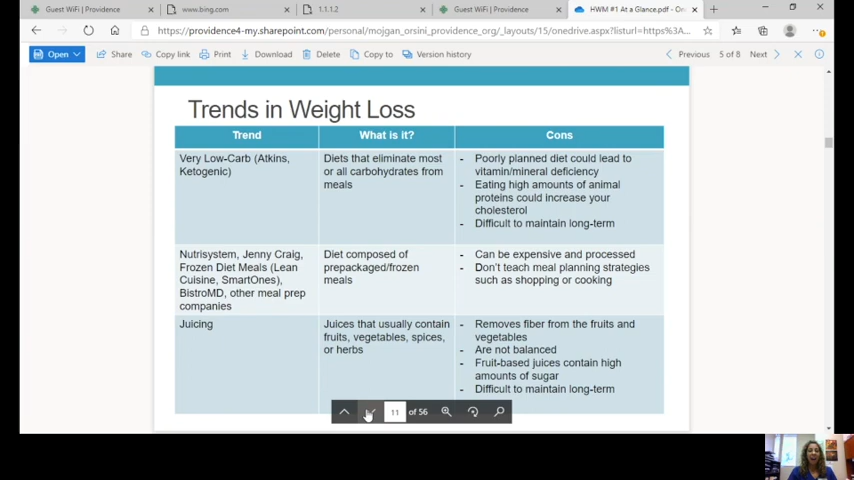 Guest WiFi | Providence
www.bing.com
1.1.1.2
Guest WiFi | Providence
HWM #1 At a Glance.pdf - On
https://providence4-my.sharepoint.com/personal/mojgan_orsini_providence_org/_layouts/15/onedrive.aspx?listurl=https%3A...
Open
Share
Copy link
Print
Download
Delete
Copy to
Version history
Previous
5 of 8
Next
Trends in Weight Loss
Trend
What is it?
Cons
Very Low-Carb (Atkins,
Ketogenic)
Diets that eliminate most
or all carbohydrates from
meals
- Poorly planned diet could lead to
vitamin/mineral deficiency
- Eating high amounts of animal
proteins could increase your
cholesterol
- Difficult to maintain long-term
Nutrisystem, Jenny Craig,
Frozen Diet Meals (Lean
Cuisine, SmartOnes),
BistroMD, other meal prep
companies
Diet composed of
prepackaged/frozen
meals
- Can be expensive and processed
- Don't teach meal planning strategies
such as shopping or cooking
Juicing
Juices that usually contain
fruits, vegetables, spices,
or herbs
- Removes fiber from the fruits and
vegetables
- Are not balanced
- Fruit-based juices contain high
amounts of sugar
- Difficult to maintain long-term
11 of 56